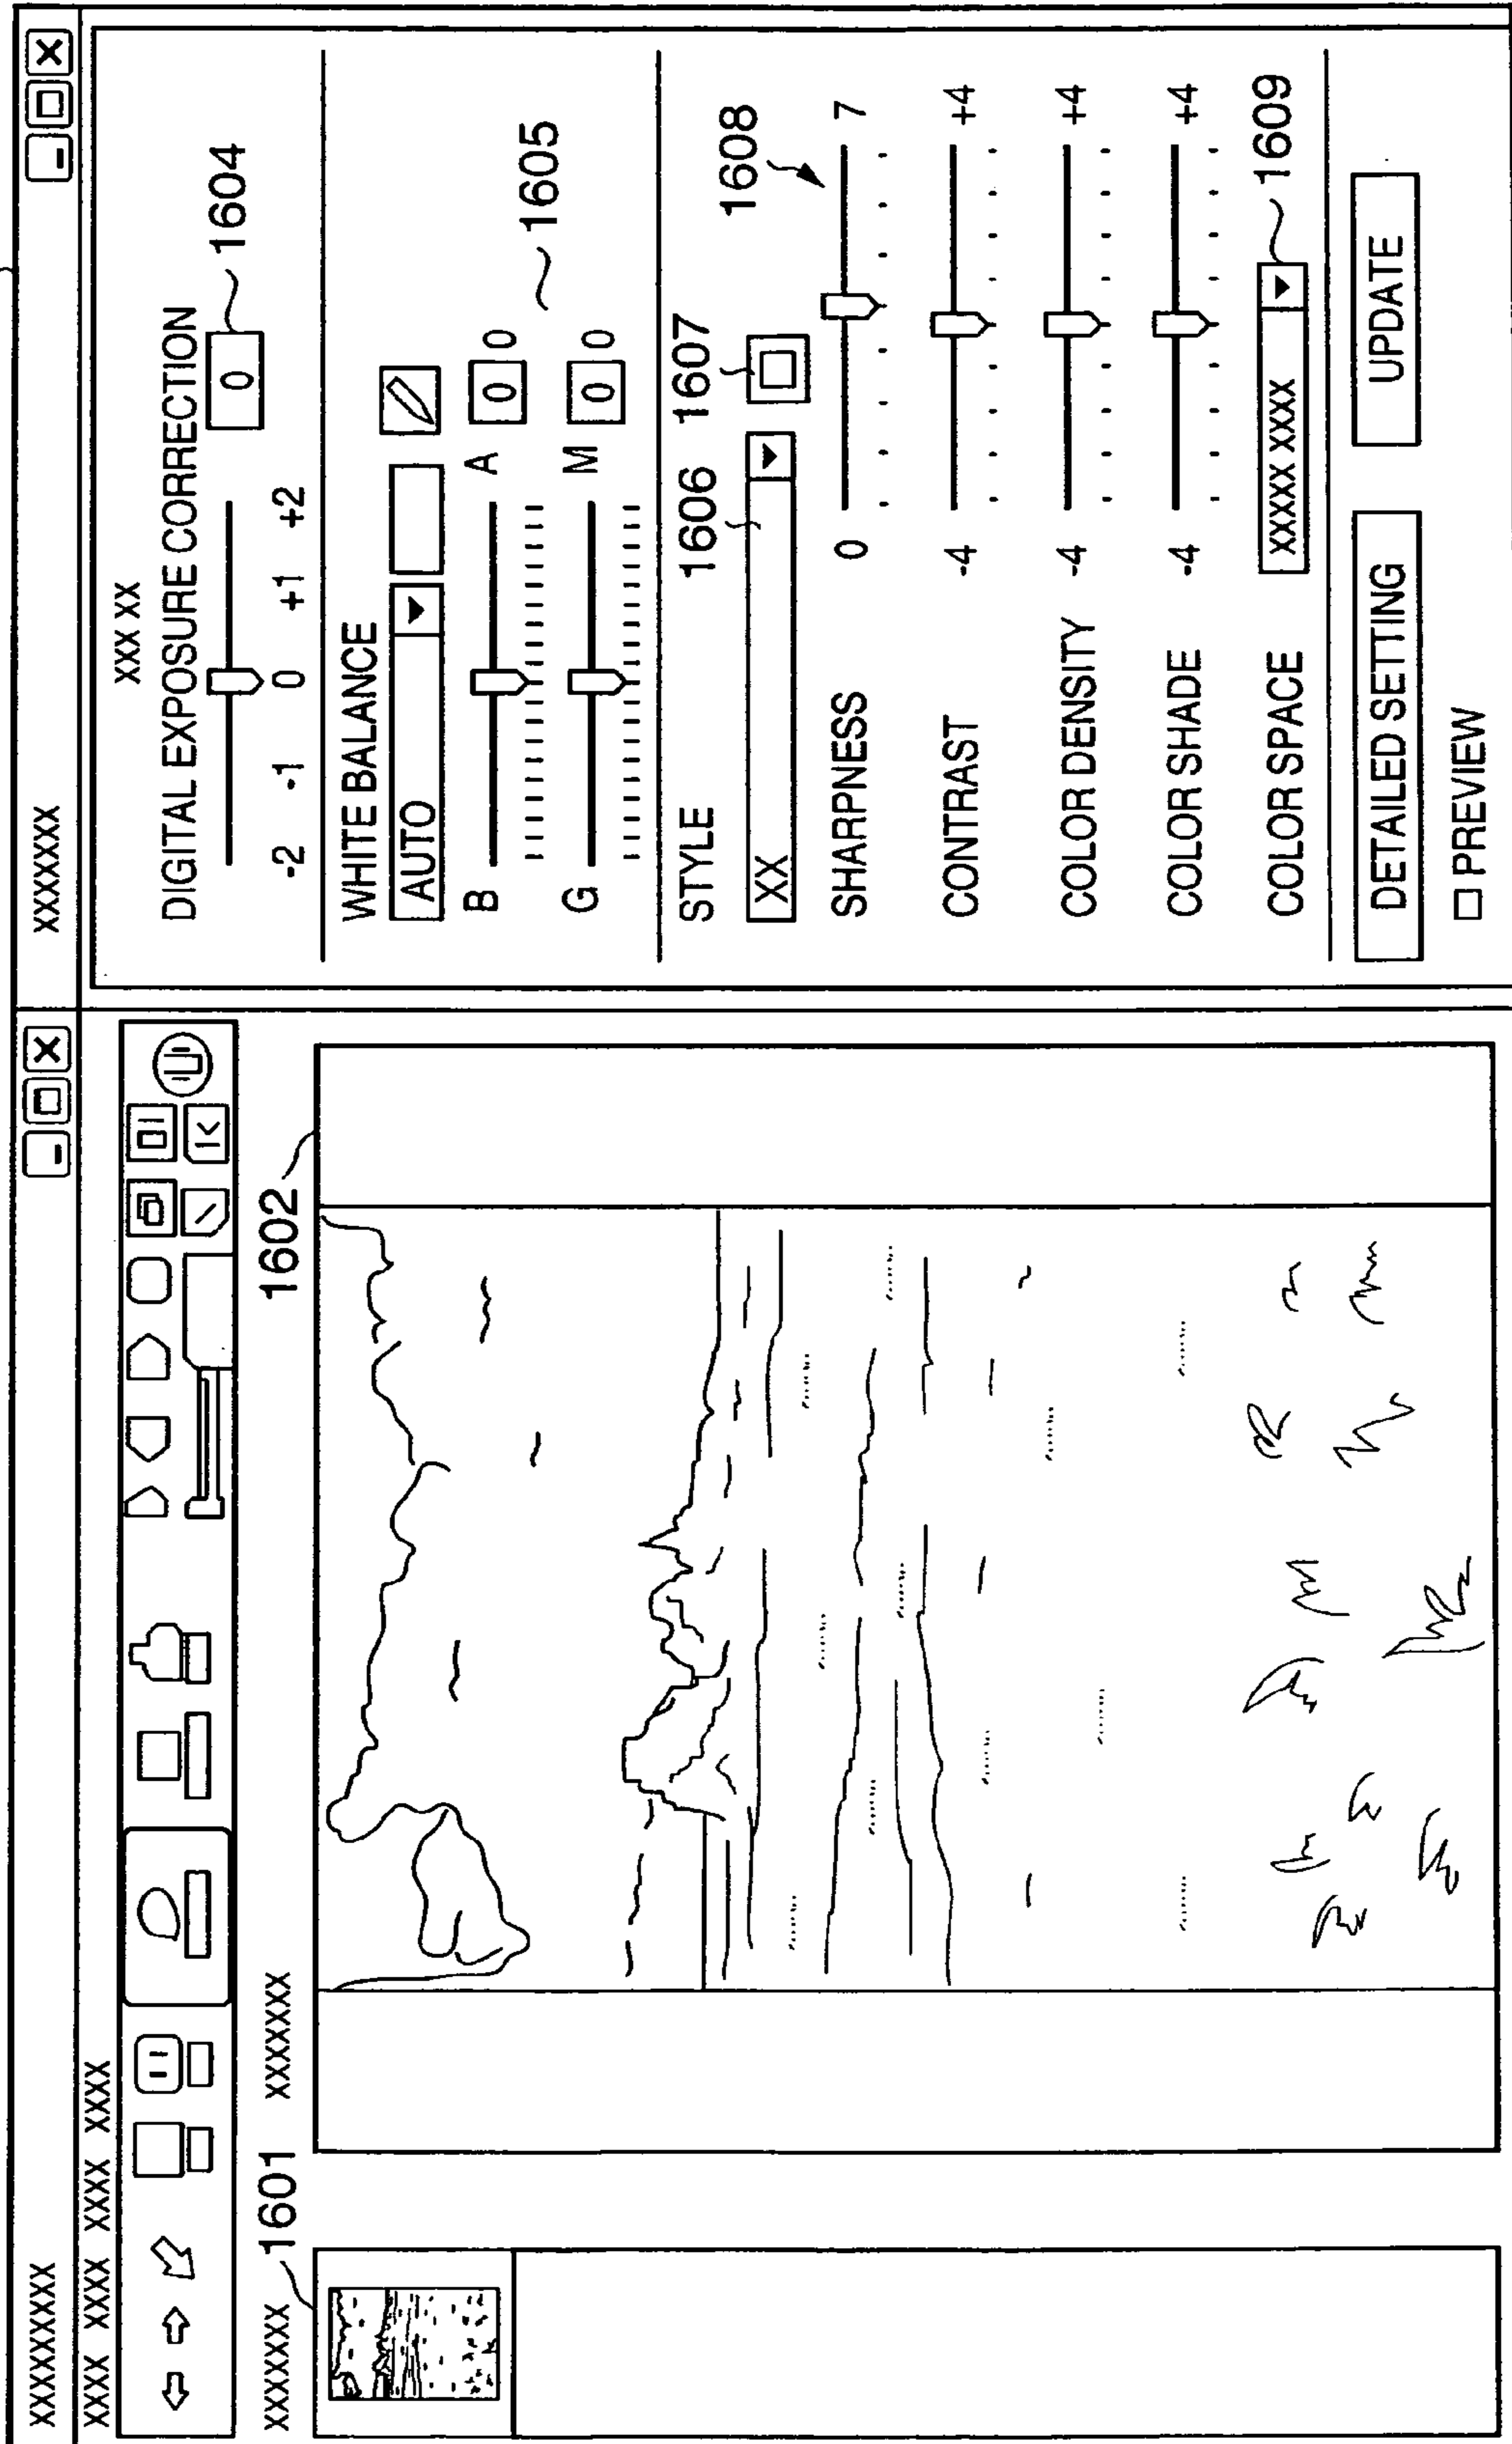 XXXXXXXX
XXXX XXXX XXXX XXXX
XXXXXX 1601 XXXXXX 1602
XXXXXXX
XXX XX
DIGITAL EXPOSURE CORRECTION
0 1604
-2 -1 0 +1 +2
WHITE BALANCE
AUTO
B A 0 0
1605
G M 0 0
STYLE 1606 1607 1608
XX
SHARPNESS 0 7
CONTRAST -4 +4
COLOR DENSITY -4 +4
COLOR SHADE -4 +4
COLOR SPACE XXXXX XXXX 1609
DETAILED SETTING UPDATE
PREVIEW